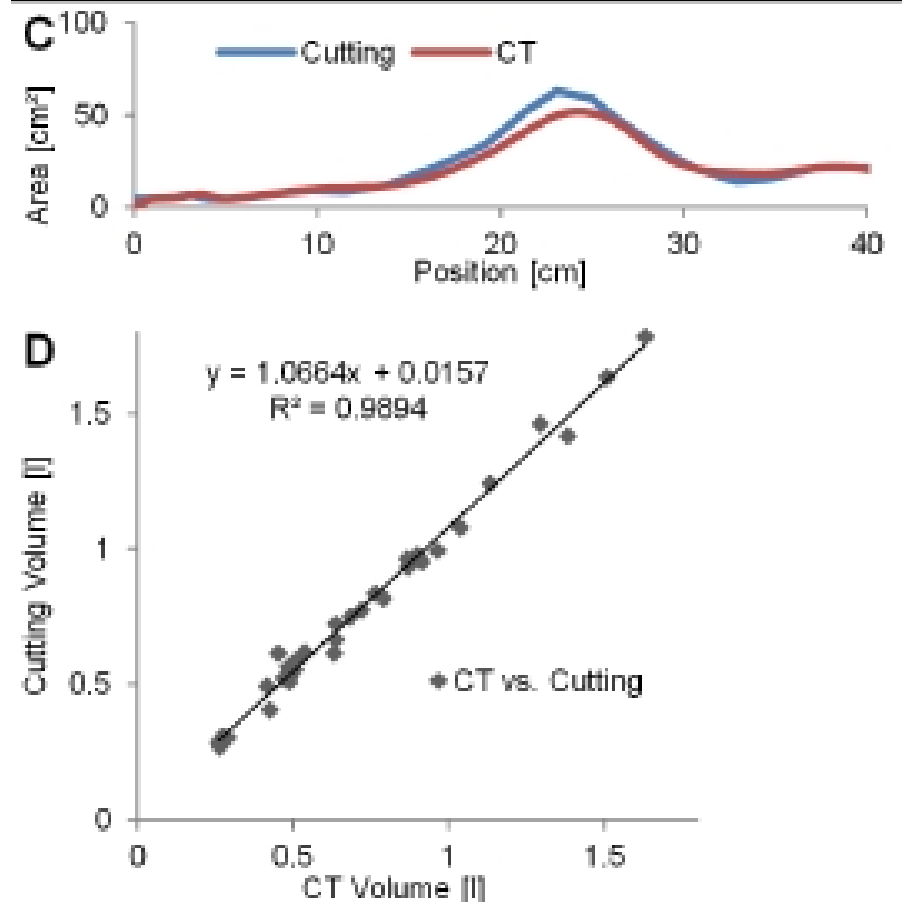 C
100
Cutting CT
50
0
Area [cm²]
0 10 20 30 40
Position [cm]
D
y = 1.0664x + 0.0157
R² = 0.9894
1.5
1
0.5
0
Cutting Volume [l]
CT vs. Cutting
0 0.5 1 1.5
CT Volume [l]